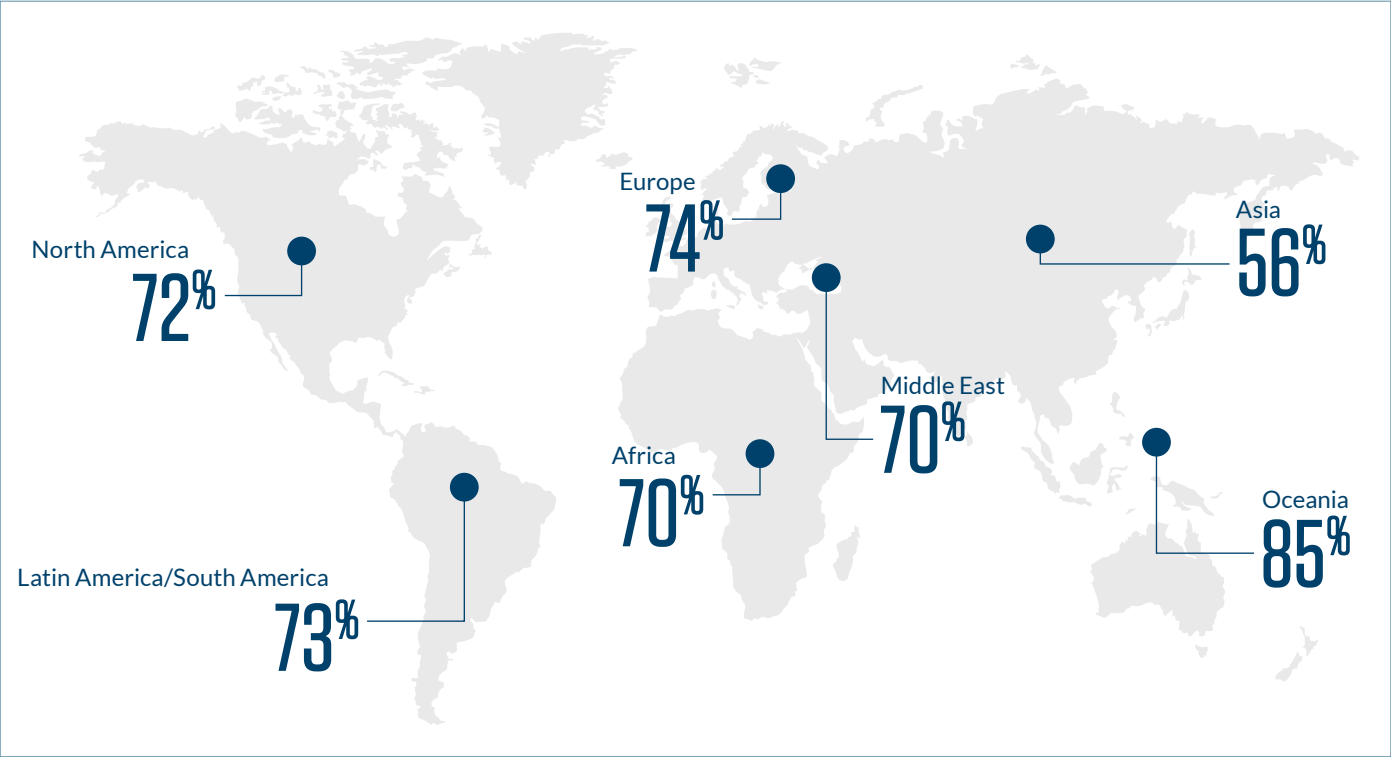 Europe
74%
Asia
56%
North America
72%
Middle East
70%
Africa
70%
Oceania
85%
Latin America/South America
73%